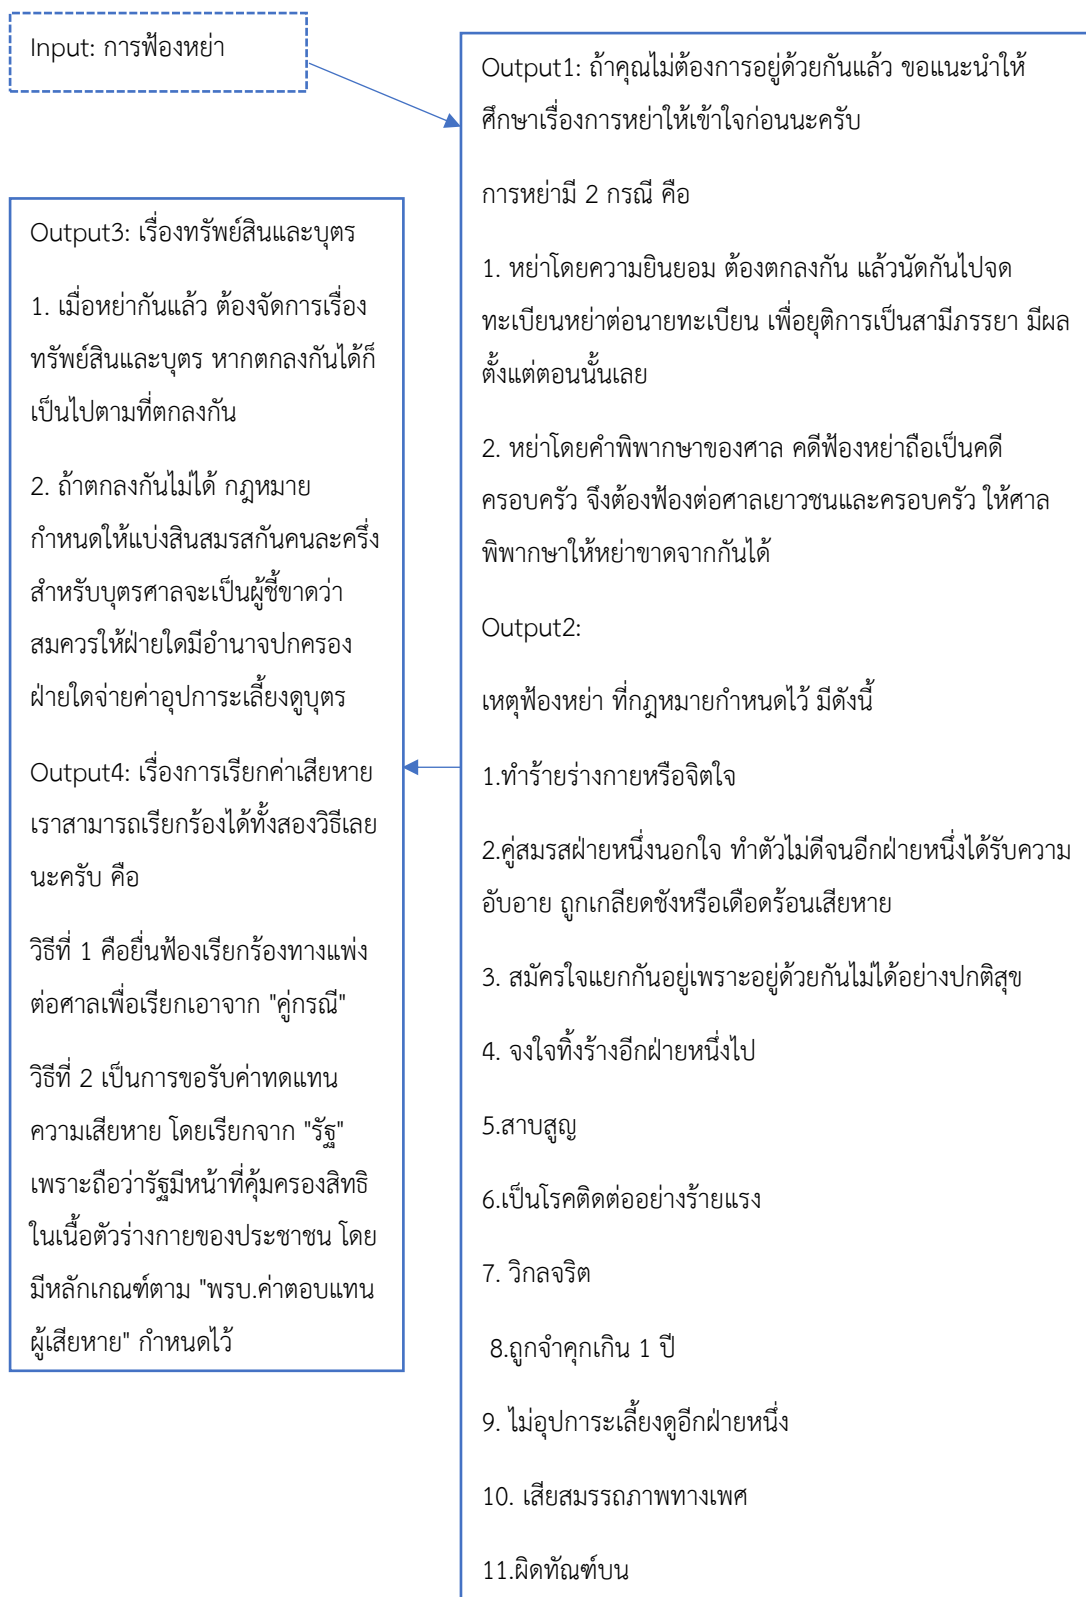 Input: การฟ้องหย่า
Output1: ถ้าคุณไม่ต้องการอยู่ด้วยกันแล้ว ขอแนะนำให้
ศึกษาเรื่องการหย่าให้เข้าใจก่อนนะครับ
การหย่ามี 2 กรณี คือ
1. หย่าโดยความยินยอม ต้องตกลงกัน แล้วนัดกันไปจด
ทะเบียนหย่าต่อนายทะเบียน เพื่อยุติการเป็นสามีภรรยา มีผล
ตั้งแต่ตอนนั้นเลย
2. หย่าโดยคำพิพากษาของศาล คดีฟ้องหย่าถือเป็นคดี
ครอบครัว จึงต้องฟ้องต่อศาลเยาวชนและครอบครัว ให้ศาล
พิพากษาให้หย่าขาดจากกันได้
Output2:
เหตุฟ้องหย่า ที่กฎหมายกำหนดไว้ มีดังนี้
1.ทำร้ายร่างกายหรือจิตใจ
2.คู่สมรสฝ่ายหนึ่งนอกใจ ทำตัวไม่ดีจนอีกฝ่ายหนึ่งได้รับความ
อับอาย ถูกเกลียดชังหรือเดือดร้อนเสียหาย
3. สมัครใจแยกกันอยู่เพราะอยู่ด้วยกันไม่ได้อย่างปกติสุข
4. จงใจทิ้งร้างอีกฝ่ายหนึ่งไป
5.สาบสูญ
6.เป็นโรคติดต่ออย่างร้ายแรง
7. วิกลจริต
8.ถูกจำคุกเกิน 1 ปี
9. ไม่อุปการะเลี้ยงดูอีกฝ่ายหนึ่ง
10. เสียสมรรถภาพทางเพศ
11.ผิดทัณฑ์บน
Output3: เรื่องทรัพย์สินและบุตร
1. เมื่อหย่ากันแล้ว ต้องจัดการเรื่อง
ทรัพย์สินและบุตร หากตกลงกันได้ก็
เป็นไปตามที่ตกลงกัน
2. ถ้าตกลงกันไม่ได้ กฎหมาย
กำหนดให้แบ่งสินสมรสกันคนละครึ่ง
สำหรับบุตรศาลจะเป็นผู้ชี้ขาดว่า
สมควรให้ฝ่ายใดมีอำนาจปกครอง
ฝ่ายใดจ่ายค่าอุปการะเลี้ยงดูบุตร
Output4: เรื่องการเรียกค่าเสียหาย
เราสามารถเรียกร้องได้ทั้งสองวิธีเลย
นะครับ คือ
วิธีที่ 1 คือยื่นฟ้องเรียกร้องทางแพ่ง
ต่อศาลเพื่อเรียกเอาจาก "คู่กรณี"
วิธีที่ 2 เป็นการขอรับค่าทดแทน
ความเสียหาย โดยเรียกจาก "รัฐ"
เพราะถือว่ารัฐมีหน้าที่คุ้มครองสิทธิ
ในเนื้อตัวร่างกายของประชาชน โดย
มีหลักเกณฑ์ตาม "พรบ.ค่าตอบแทน
ผู้เสียหาย" กำหนดไว้